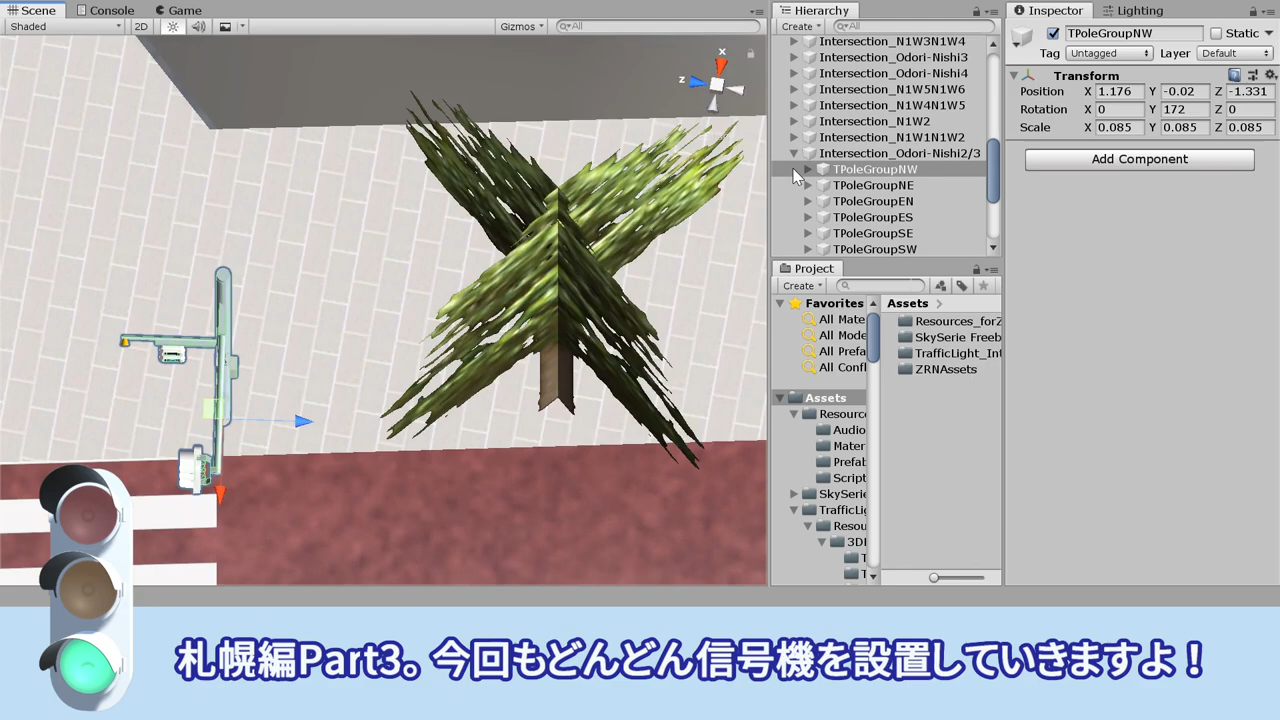 Scene
Console
Game
Shaded
2D
Gizmos
All
x
z
Hierarchy
Create
All
Intersection_N1W3N1W4
Intersection_Odori-Nishi3
Intersection_Odori-Nishi4
Intersection_N1W5N1W6
Intersection_N1W4N1W5
Intersection_N1W2
Intersection_N1W1N1W2
Intersection_Odori-Nishi2/3
TPoleGroupNW
TPoleGroupNE
TPoleGroupEN
TPoleGroupES
TPoleGroupSE
TPoleGroupSW
Project
Create
Favorites
All Mate
All Mode
All Prefa
All Confl
Assets
Resourc
Audio
Mater
Prefab
Script
SkySerie
TrafficLi
Resou
3DI
T
T
Assets
Resources_forZ
SkySerie Freeb
TrafficLight_Int
ZRNAssets
Inspector
Lighting
TPoleGroupNW
Static
Tag Untagged Layer Default
Transform
Position X 1.176 Y -0.02 Z -1.331
Rotation X 0 Y 172 Z 0
Scale X 0.085 Y 0.085 Z 0.085
Add Component
札幌編Part3。今回もどんどん信号機を設置していきますよ！